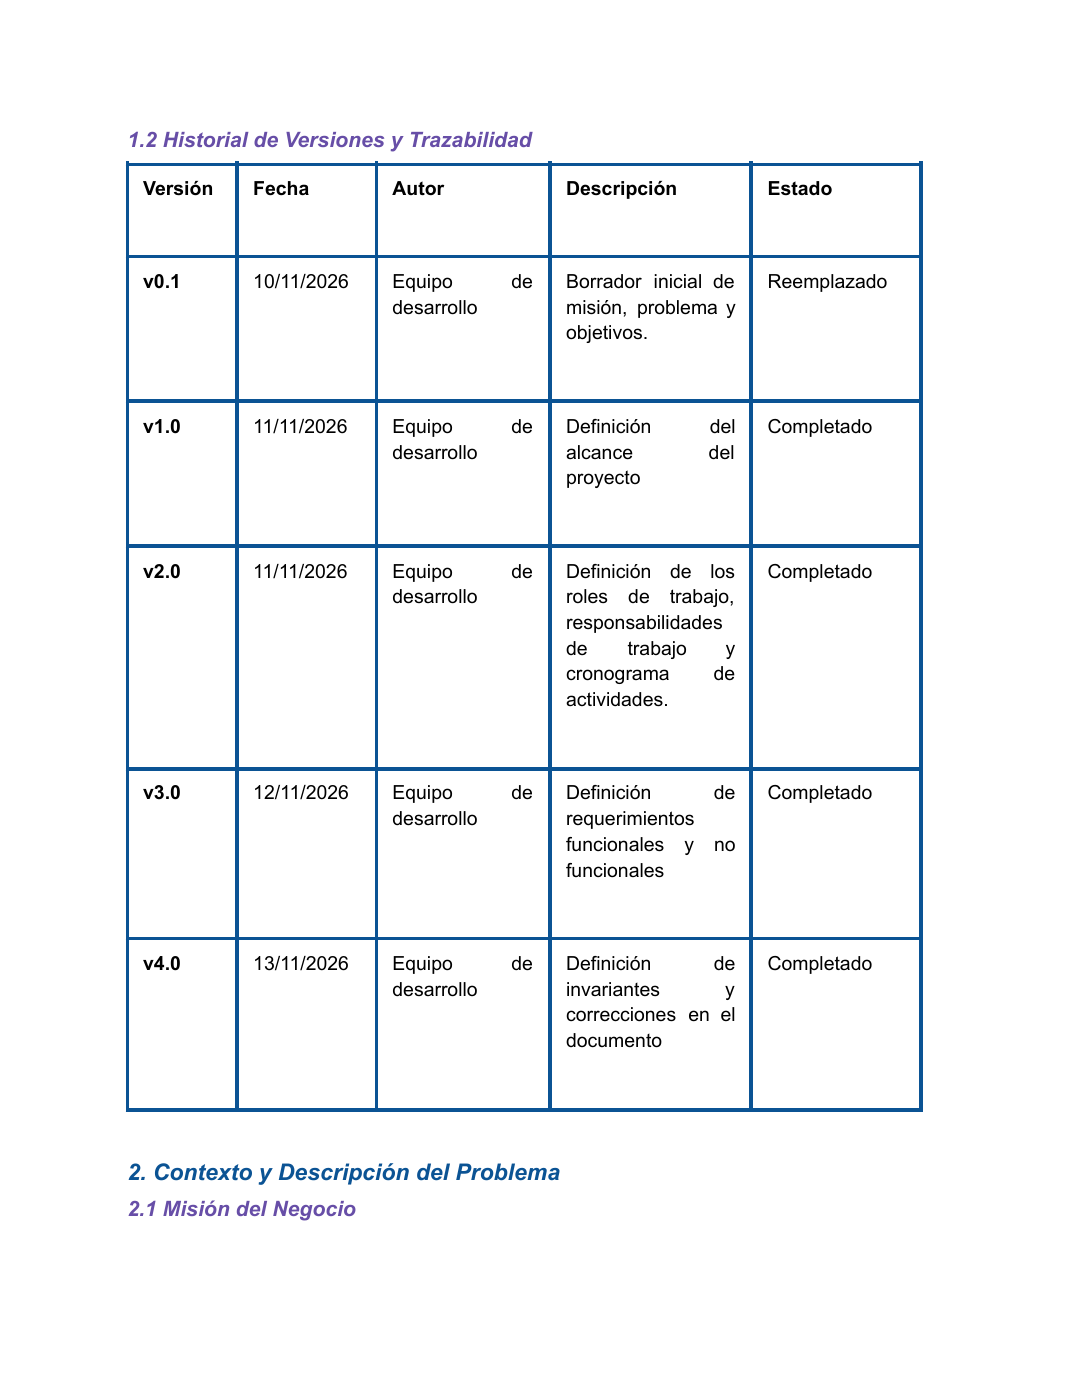 1.2 Historial de Versiones y Trazabilidad
Versión Fecha Autor Descripción Estado
v0.1 10/11/2026 Equipo de Borrador inicial de Reemplazado
desarrollo misión, problema y
objetivos.
v1.0 11/11/2026 Equipo de Definición del Completado
desarrollo alcance del
proyecto
v2.0 11/11/2026 Equipo de Definición de los Completado
desarrollo roles de trabajo,
responsabilidades
de trabajo y
cronograma de
actividades.
v3.0 12/11/2026 Equipo de Definición de Completado
desarrollo requerimientos
funcionales y no
funcionales
v4.0 13/11/2026 Equipo de Definición de Completado
desarrollo invariantes y
correcciones en el
documento
2. Contexto y Descripción del Problema
2.1 Misión del Negocio